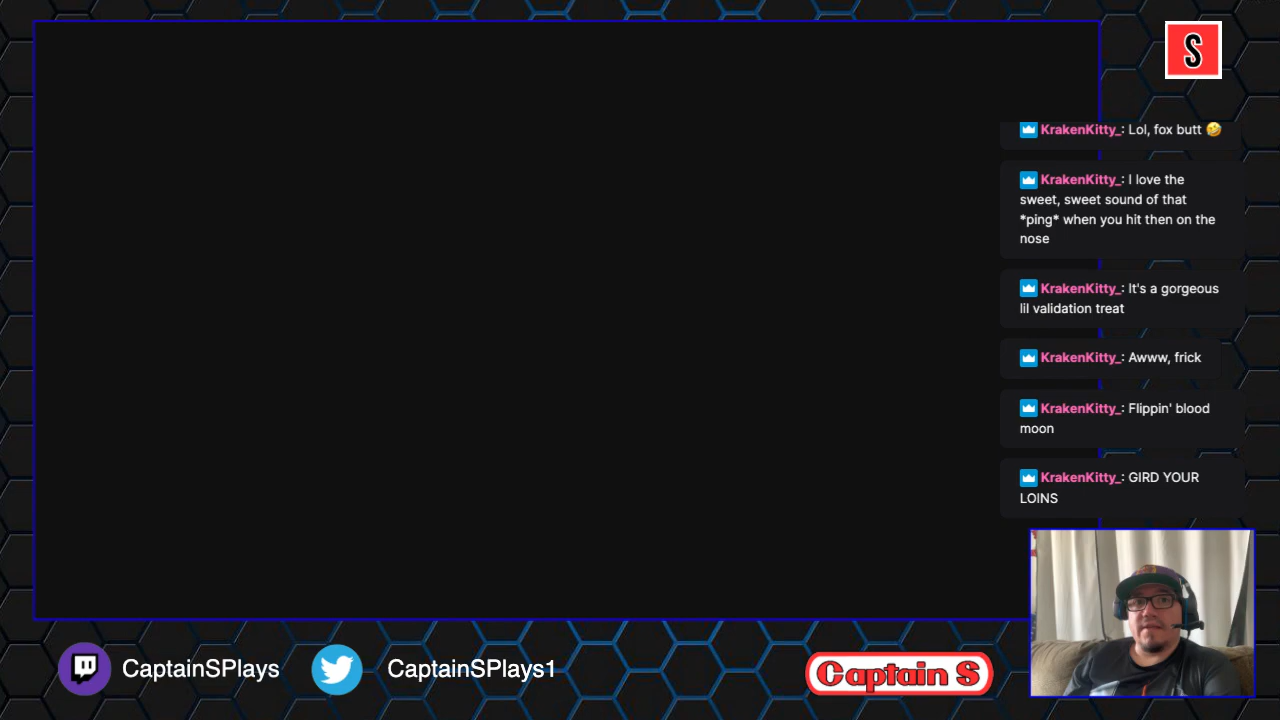 S
KrakenKitty_: Lol, fox butt 🤣
KrakenKitty_: I love the
sweet, sweet sound of that
*ping* when you hit then on the
nose
KrakenKitty_: It's a gorgeous
lil validation treat
KrakenKitty_: Awww, frick
KrakenKitty_: Flippin' blood
moon
KrakenKitty_: GIRD YOUR
LOINS
CaptainSPlays
CaptainSPlays1
Captain S